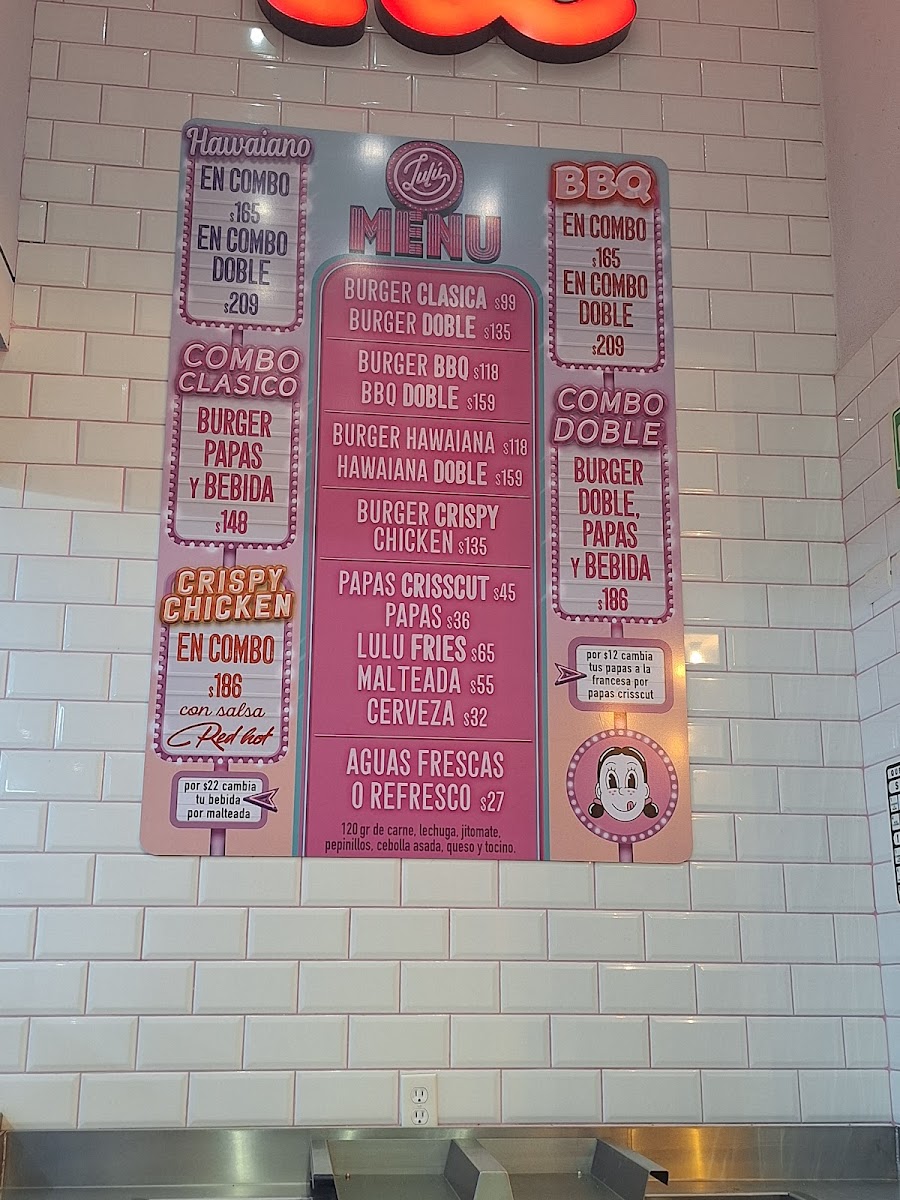 Hawaiano
EN COMBO
$165
EN COMBO
DOBLE
$209
COMBO
CLASICO
BURGER
PAPAS
Y BEBIDA
$148
CRISPY
CHICKEN
EN COMBO
$186
con salsa
Red hot
por $22 cambia
tu bebida
por malteada
Lulú
MENU
BURGER CLASICA $99
BURGER DOBLE $135
BURGER BBQ $118
BBQ DOBLE $159
BURGER HAWAIANA $118
HAWAIANA DOBLE $159
BURGER CRISPY
CHICKEN $135
PAPAS CRISSCUT $45
PAPAS $36
LULU FRIES $65
MALTEADA $55
CERVEZA $32
AGUAS FRESCAS
O REFRESCO $27
120 gr de carne, lechuga, jitomate,
pepinillos, cebolla asada, queso y tocino.
BBQ
EN COMBO
$165
EN COMBO
DOBLE
$209
COMBO
DOBLE
BURGER
DOBLE,
PAPAS
Y BEBIDA
$186
por $12 cambia
tus papas a la
francesa por
papas crisscut